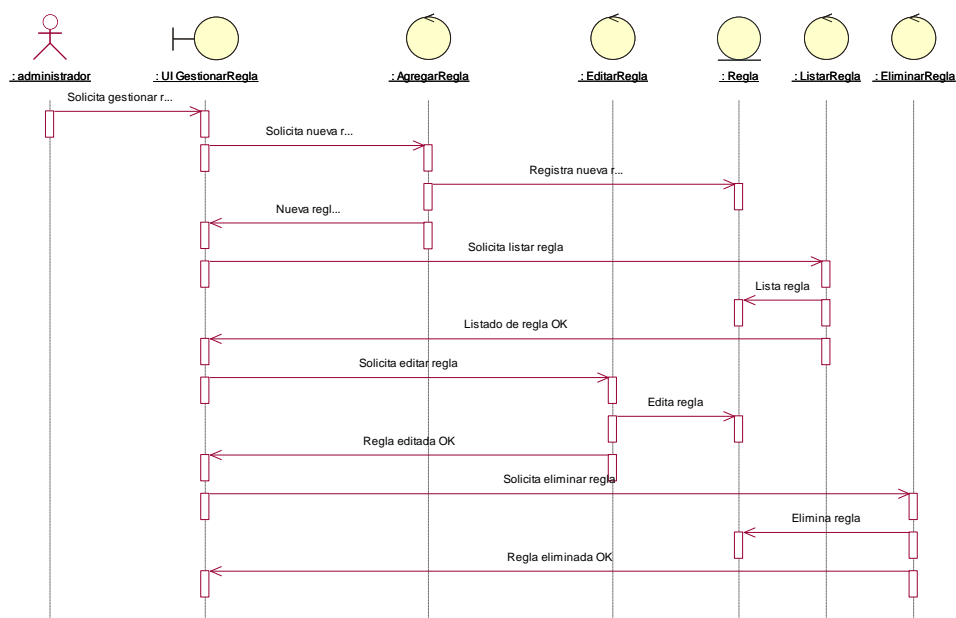 : administrador
: UI GestionarRegla
: AgregarRegla
: EditarRegla
: Regla
: ListarRegla
: EliminarRegla
Solicita gestionar r...
Solicita nueva r...
Registra nueva r...
Nueva regl...
Solicita listar regla
Lista regla
Listado de regla OK
Solicita editar regla
Edita regla
Regla editada OK
Solicita eliminar regla
Elimina regla
Regla eliminada OK